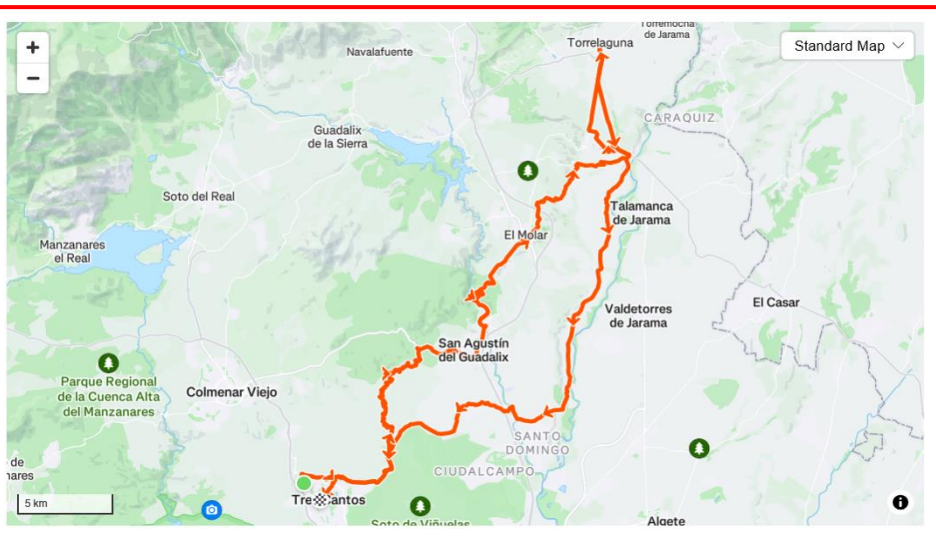 Torremocha
de Jarama
+
Torrelaguna
Standard Map
Navalafuente
−
CARAQUIZ
Guadalix
de la Sierra
Soto del Real
Talamanca
de Jarama
El Molar
Manzanares
el Real
El Casar
Valdetorres
de Jarama
San Agustín
del Guadalix
Parque Regional
de la Cuenca Alta
del Manzanares
Colmenar Viejo
SANTO
DOMINGO
de
nares
CIUDALCAMPO
5 km
Tres Cantos
i
Soto de Viñuelas
Algete